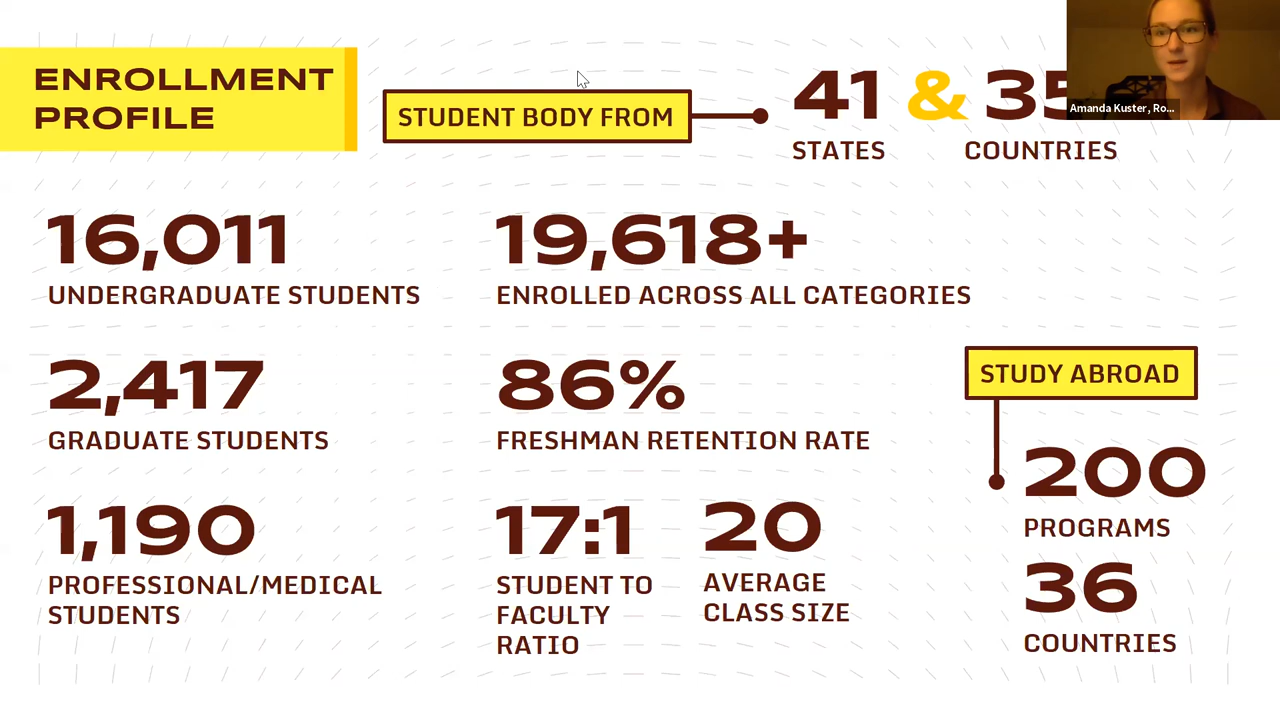 ENROLLMENT
PROFILE
STUDENT BODY FROM
41 & 35
STATES
COUNTRIES
Amanda Kuster, Ro...
16,011
UNDERGRADUATE STUDENTS
19,618+
ENROLLED ACROSS ALL CATEGORIES
2,417
GRADUATE STUDENTS
86%
FRESHMAN RETENTION RATE
1,190
PROFESSIONAL/MEDICAL
STUDENTS
17:1
STUDENT TO
FACULTY
RATIO
20
AVERAGE
CLASS SIZE
STUDY ABROAD
200
PROGRAMS
36
COUNTRIES